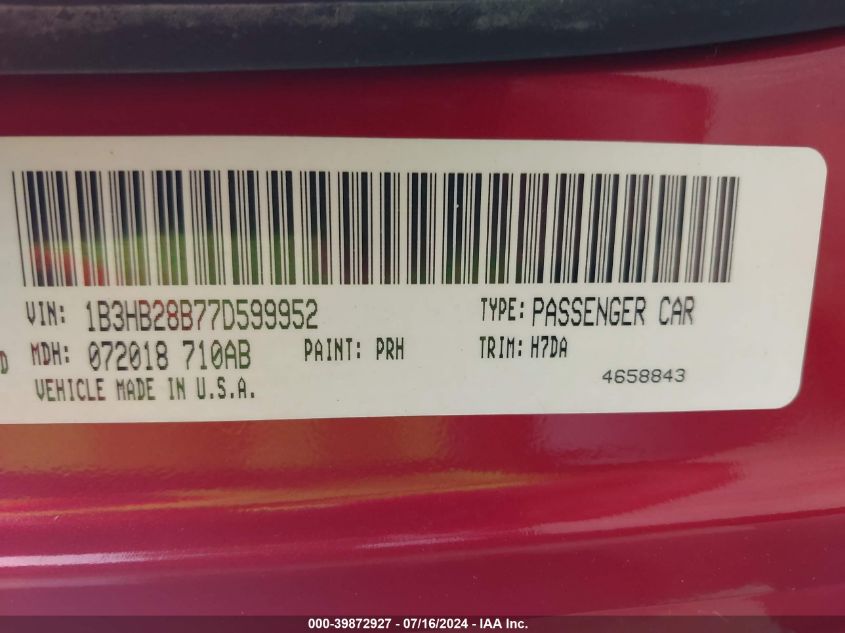 VIN: 1B3HB28B77D599952 TYPE: PASSENGER CAR
D MDH: 072018 710AB PAINT: PRH TRIM: H7DA
VEHICLE MADE IN U.S.A. 4658843
000-39872927 - 07/16/2024 - IAA Inc.